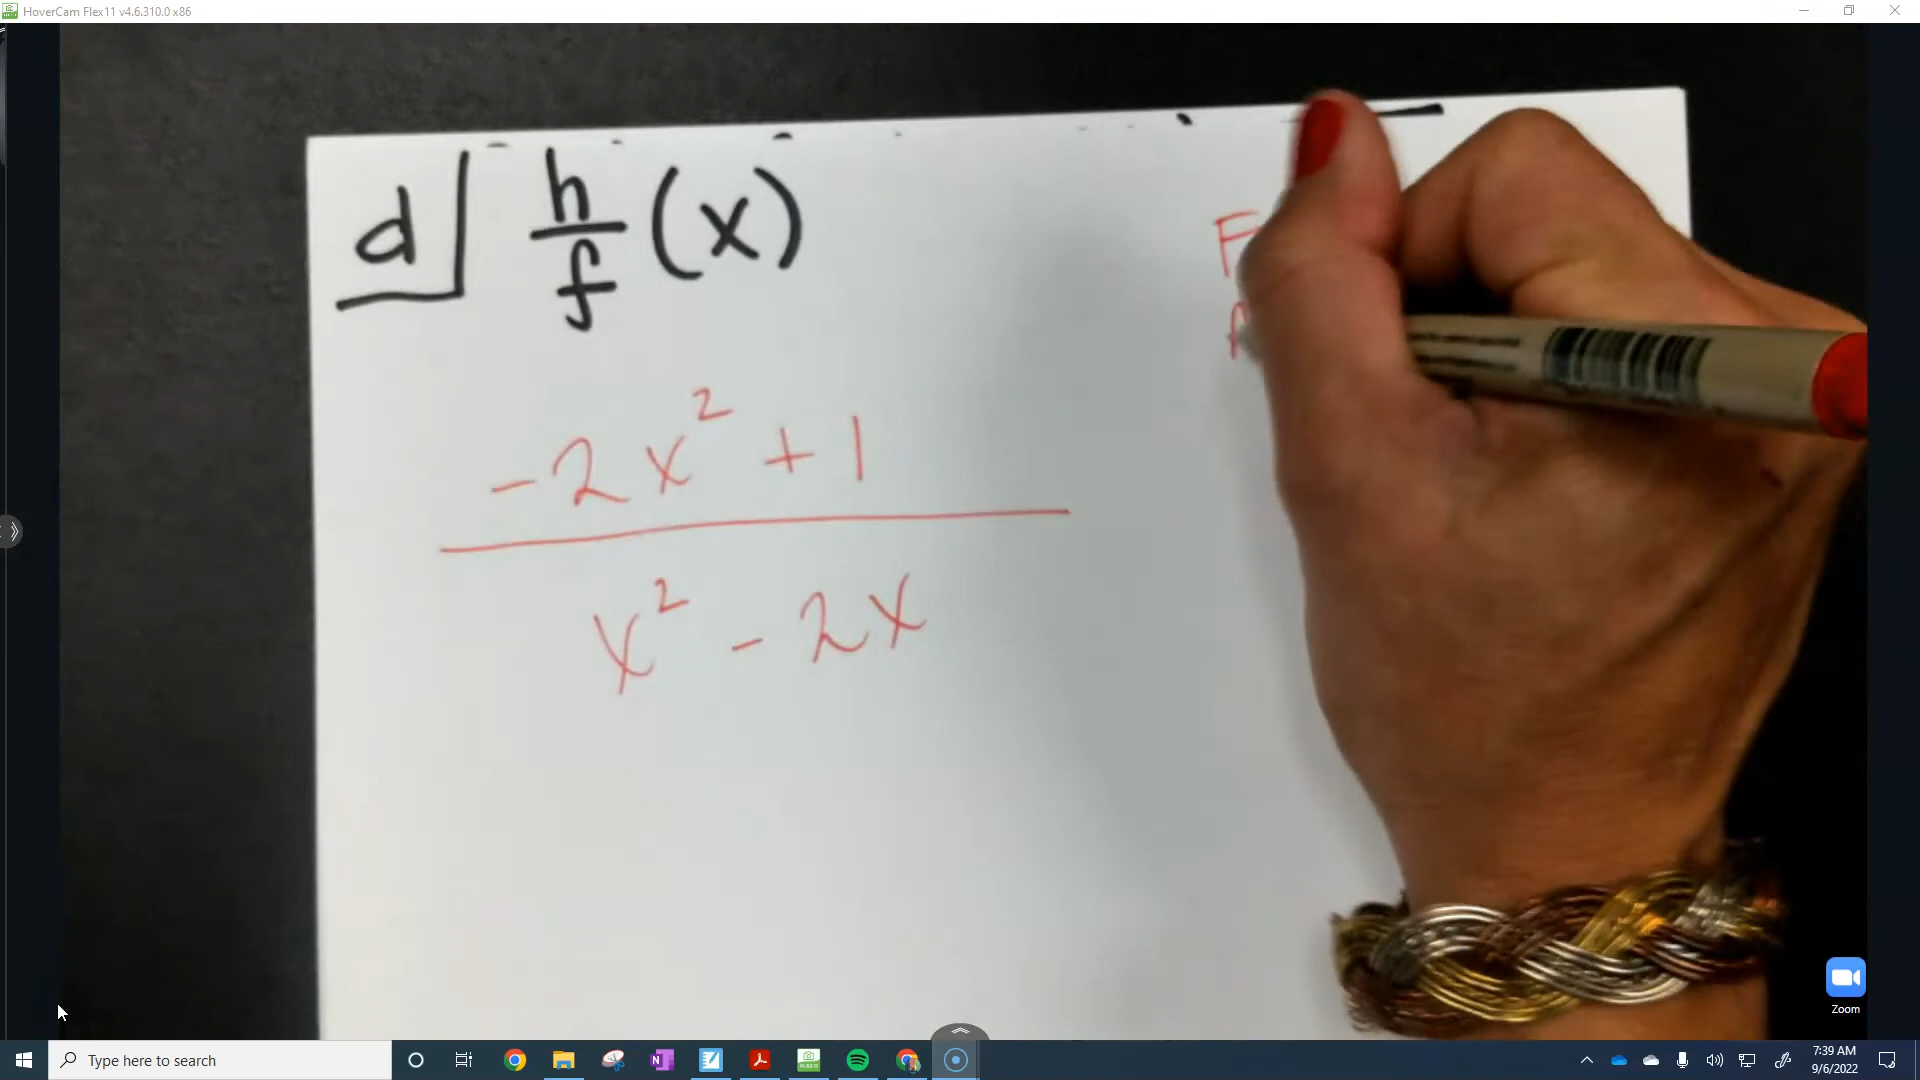 HoverCam Flex11 v4.6.310.0 x86
d h/f (x)
F
-2x² + 1
x² - 2x
Zoom
Type here to search
7:39 AM
9/6/2022